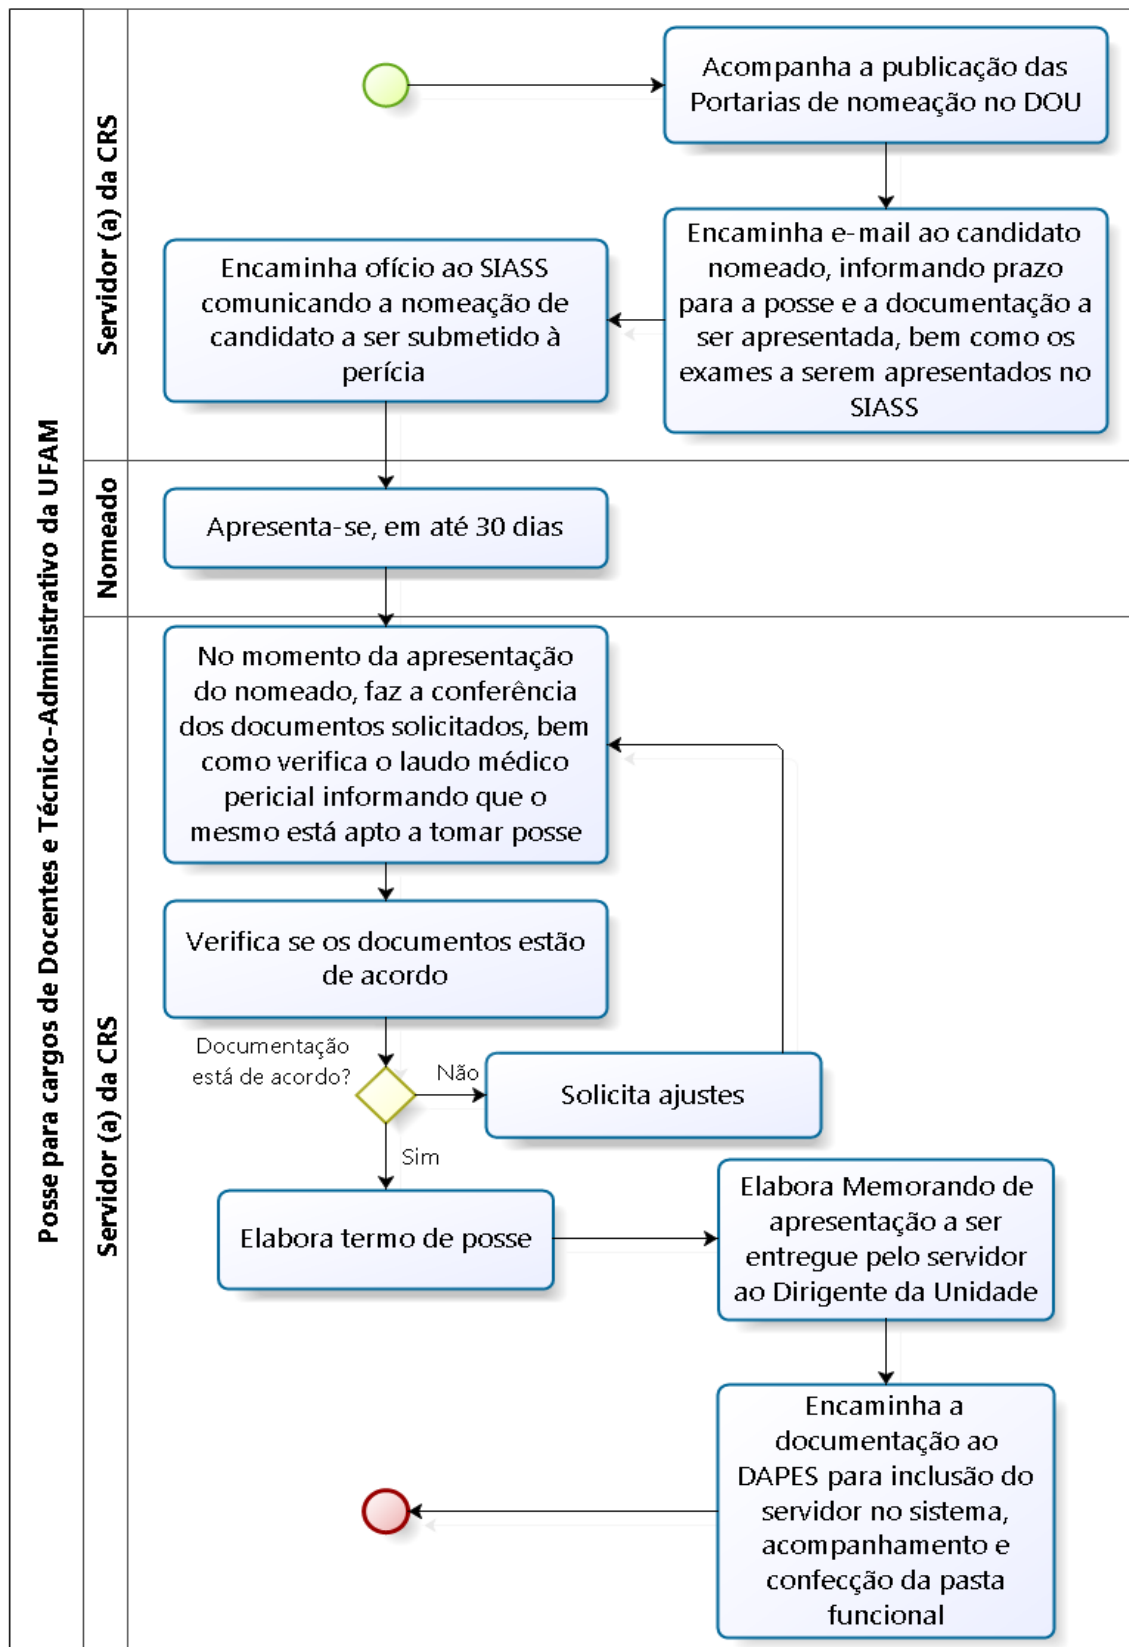 Posse para cargos de Docentes e Técnico-Administrativo da UFAM
Servidor (a) da CRS
Acompanha a publicação das
Portarias de nomeação no DOU
Encaminha e-mail ao candidato
nomeado, informando prazo
para a posse e a documentação a
ser apresentada, bem como os
exames a serem apresentados no
SIASS
Encaminha ofício ao SIASS
comunicando a nomeação de
candidato a ser submetido à
perícia
Nomeado
Apresenta-se, em até 30 dias
Servidor (a) da CRS
No momento da apresentação
do nomeado, faz a conferência
dos documentos solicitados, bem
como verifica o laudo médico
pericial informando que o
mesmo está apto a tomar posse
Verifica se os documentos estão
de acordo
Documentação
está de acordo?
Não
Solicita ajustes
Sim
Elabora termo de posse
Elabora Memorando de
apresentação a ser
entregue pelo servidor
ao Dirigente da Unidade
Encaminha a
documentação ao
DAPES para inclusão do
servidor no sistema,
acompanhamento e
confecção da pasta
funcional